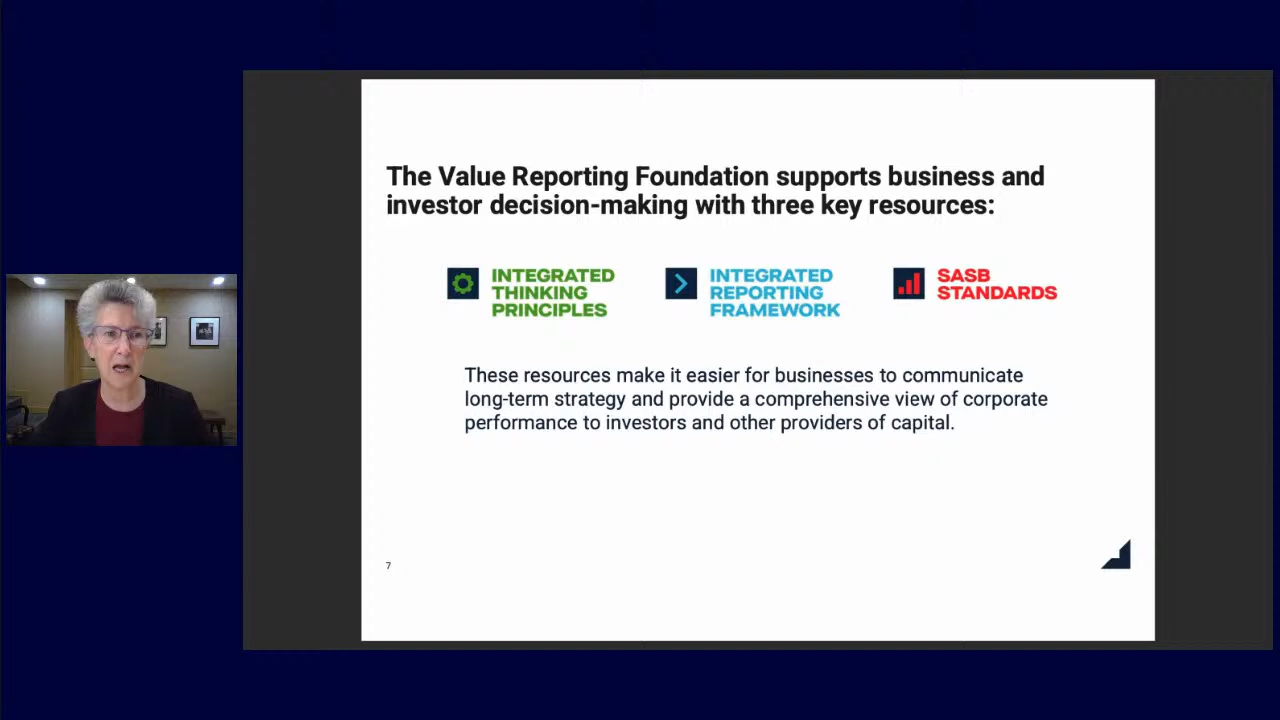 The Value Reporting Foundation supports business and
investor decision-making with three key resources:
INTEGRATED
THINKING
PRINCIPLES
INTEGRATED
REPORTING
FRAMEWORK
SASB
STANDARDS
These resources make it easier for businesses to communicate
long-term strategy and provide a comprehensive view of corporate
performance to investors and other providers of capital.
7